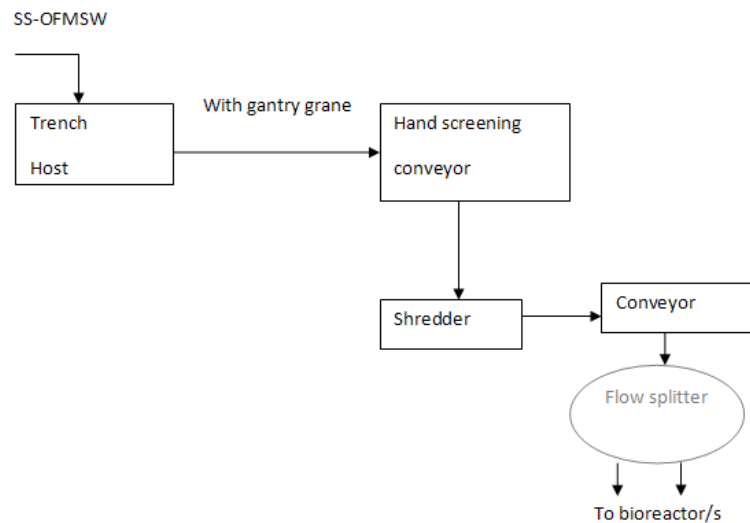 SS-OFMSW
With gantry grane
Trench
Host
Hand screening
conveyor
Shredder
Conveyor
Flow splitter
To bioreactor/s